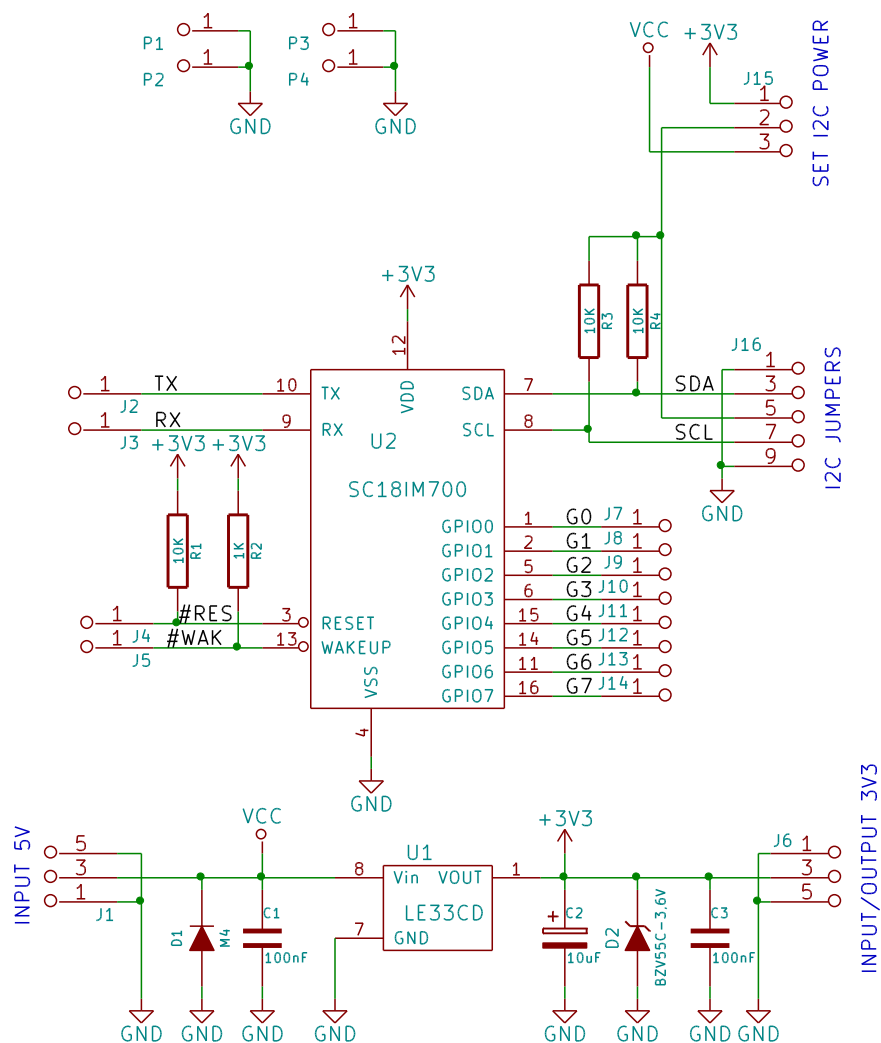 P1 1
P2 1
GND
P3 1
P4 1
GND
VCC +3V3
J15
1
2
3
SET I2C POWER
+3V3
12
VDD
10K R3
10K R4
J16
1
3
5
7
9
I2C JUMPERS
SDA
SCL
GND
1 TX 10 TX
J2
1 RX 9 RX
J3
+3V3 +3V3
10K R1
1K R2
1 #RES 3 RESET
J4
1 #WAK 13 WAKEUP
J5
U2
SC18IM700
SDA 7
SCL 8
GPIO0 1 G0 J7 1
GPIO1 2 G1 J8 1
GPIO2 5 G2 J9 1
GPIO3 6 G3 J10 1
GPIO4 15 G4 J11 1
GPIO5 14 G5 J12 1
GPIO6 11 G6 J13 1
GPIO7 16 G7 J14 1
VSS
4
GND
INPUT 5V
5
3
1
J1
VCC
D1 M4
C1
100nF
U1
8 Vin VOUT 1
LE33CD
7 GND
+3V3
+ C2
10uF
D2 BZV55C-3,6V
C3
100nF
J6
1
3
5
INPUT/OUTPUT 3V3
GND GND GND GND GND GND GND GND